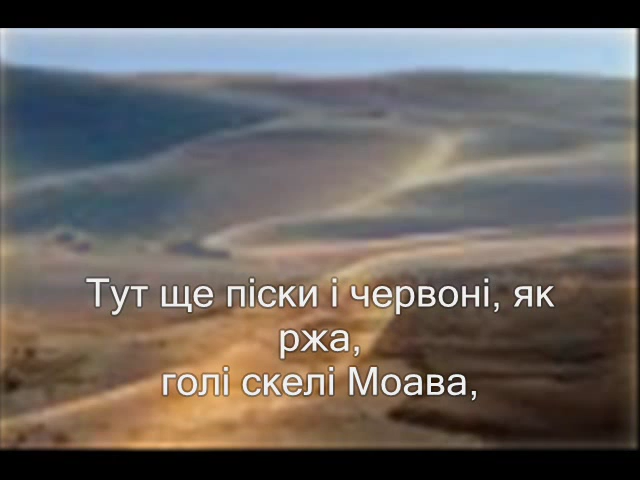 Тут ще піски і червоні, як
ржа,
голі скелі Моава,